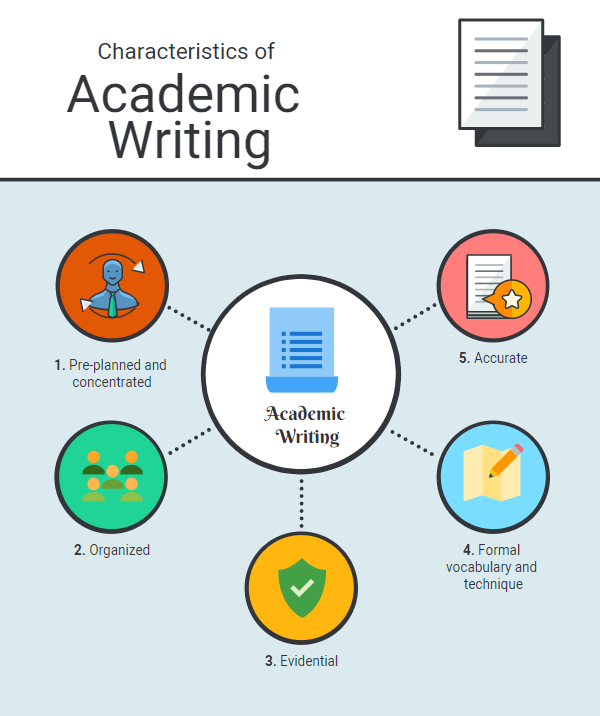 Characteristics of
Academic
Writing
Academic
Writing
1. Pre-planned and
concentrated
2. Organized
3. Evidential
4. Formal
vocabulary and
technique
5. Accurate